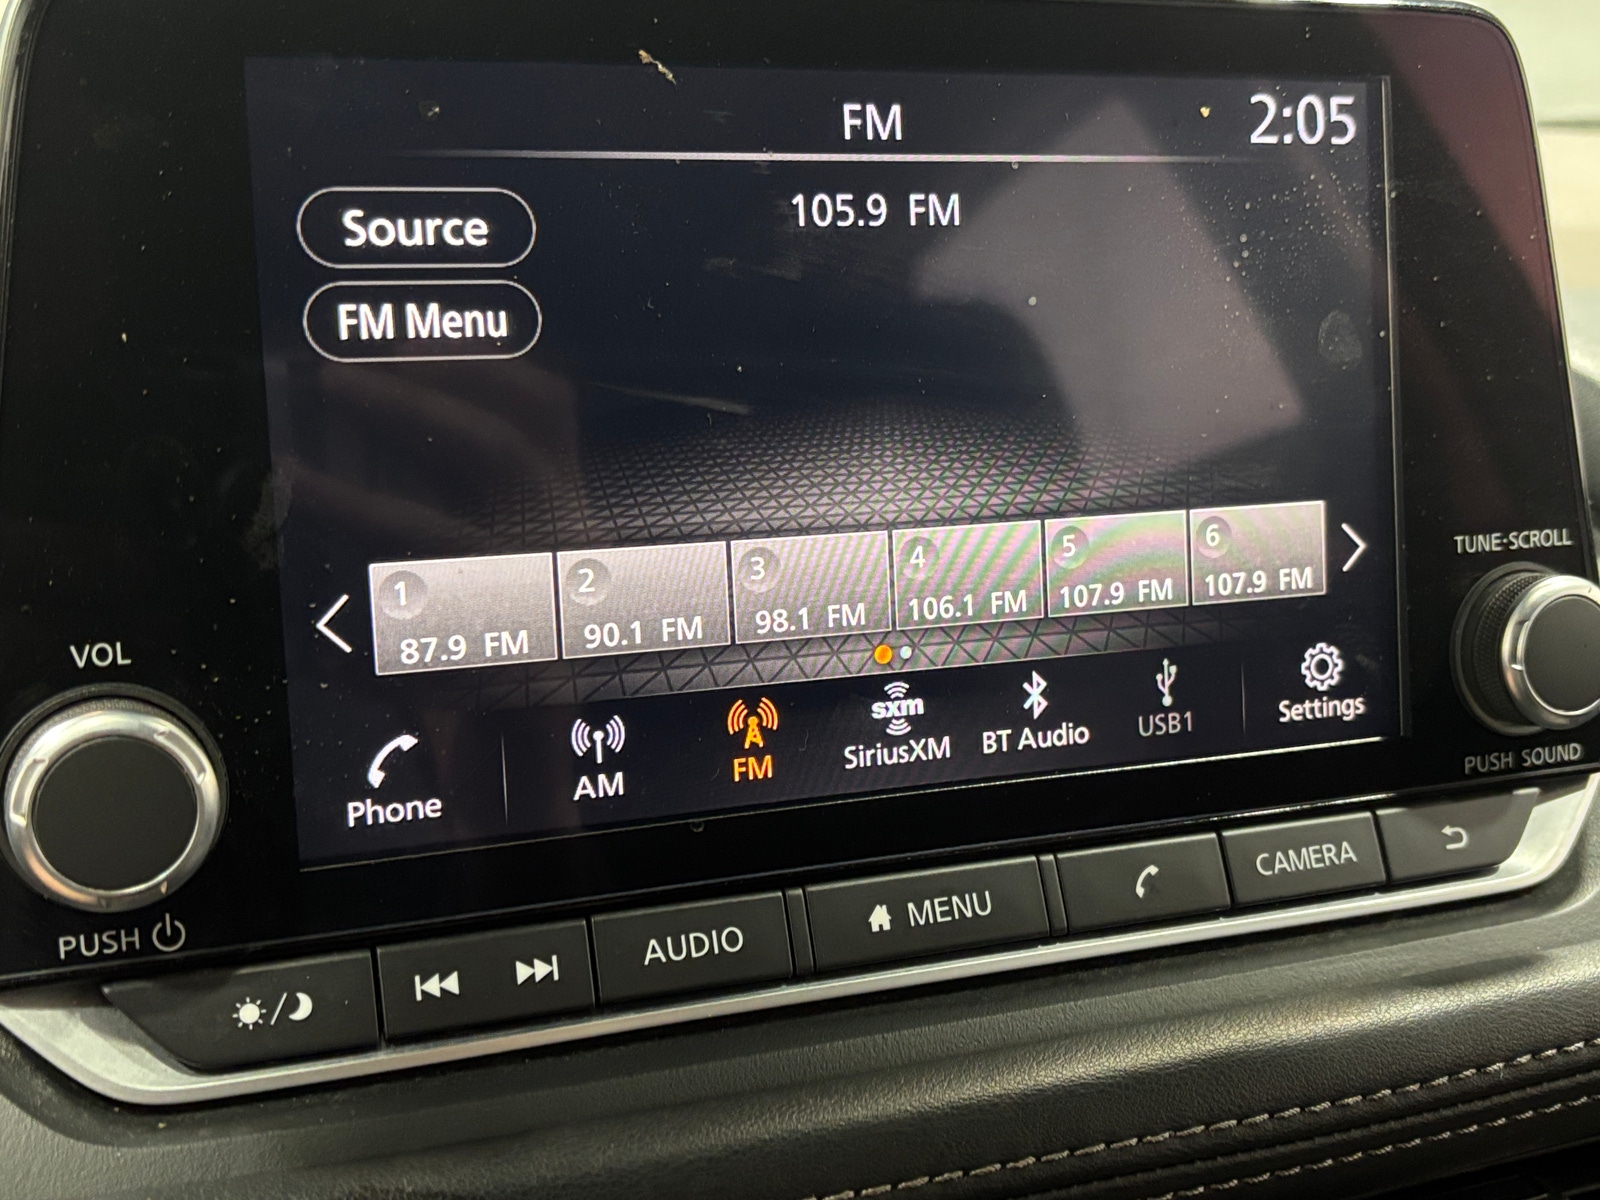 FM
2:05
105.9 FM
Source
FM Menu
1
87.9 FM
2
90.1 FM
3
98.1 FM
4
106.1 FM
5
107.9 FM
6
107.9 FM
Phone
AM
FM
sxm
SiriusXM
BT Audio
USB1
Settings
VOL
PUSH
TUNE·SCROLL
PUSH SOUND
AUDIO
MENU
CAMERA